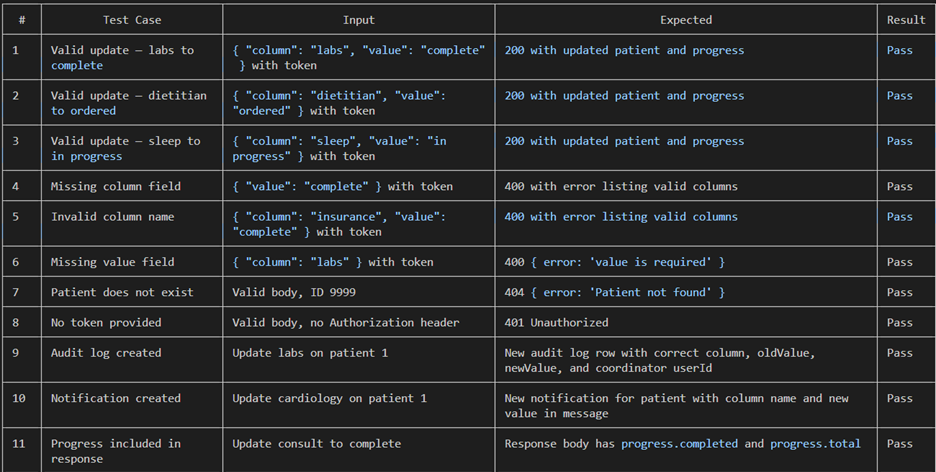 # Test Case Input Expected Result
1 Valid update — labs to { "column": "labs", "value": "complete" 200 with updated patient and progress Pass
complete } with token
2 Valid update — dietitian { "column": "dietitian", "value": 200 with updated patient and progress Pass
to ordered "ordered" } with token
3 Valid update — sleep to { "column": "sleep", "value": "in 200 with updated patient and progress Pass
in progress progress" } with token
4 Missing column field { "value": "complete" } with token 400 with error listing valid columns Pass
5 Invalid column name { "column": "insurance", "value": 400 with error listing valid columns Pass
"complete" } with token
6 Missing value field { "column": "labs" } with token 400 { error: 'value is required' } Pass
7 Patient does not exist Valid body, ID 9999 404 { error: 'Patient not found' } Pass
8 No token provided Valid body, no Authorization header 401 Unauthorized Pass
9 Audit log created Update labs on patient 1 New audit log row with correct column, oldValue, Pass
newValue, and coordinator userId
10 Notification created Update cardiology on patient 1 New notification for patient with column name and new Pass
value in message
11 Progress included in Update consult to complete Response body has progress.completed and progress.total Pass
response